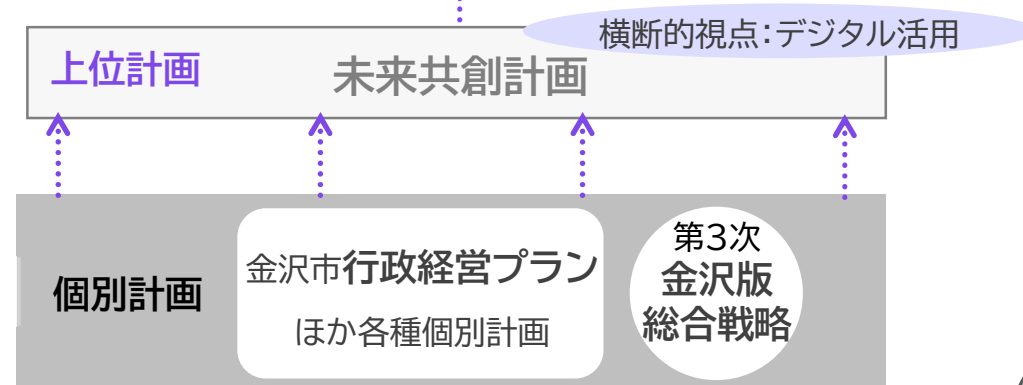 横断的視点:デジタル活用
上位計画
未来共創計画
個別計画
金沢市行政経営プラン
ほか各種個別計画
第3次
金沢版
総合戦略